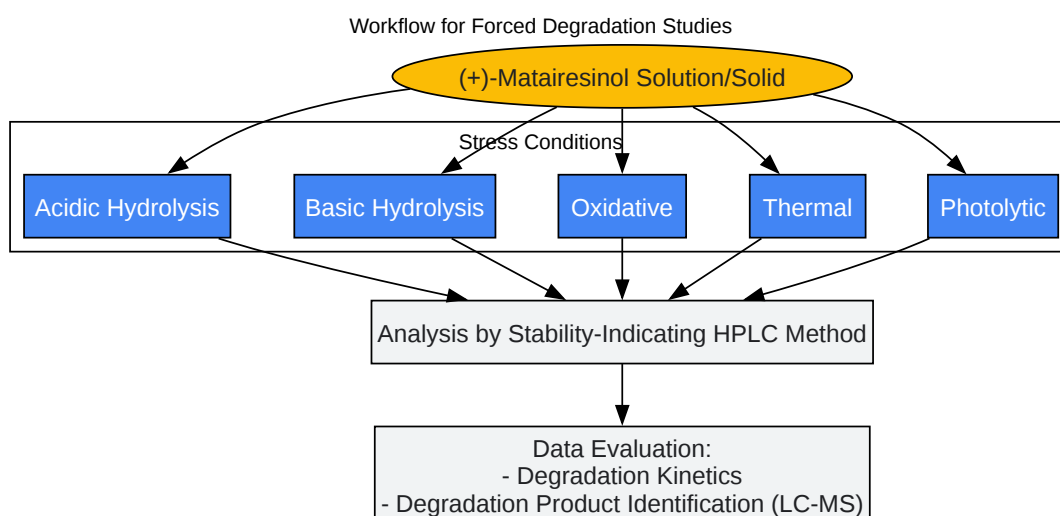 Workflow for Forced Degradation Studies
(+)-Matairesinol Solution/Solid
Stress Conditions
Acidic Hydrolysis
Basic Hydrolysis
Oxidative
Thermal
Photolytic
Analysis by Stability-Indicating HPLC Method
Data Evaluation:
- Degradation Kinetics
- Degradation Product Identification (LC-MS)